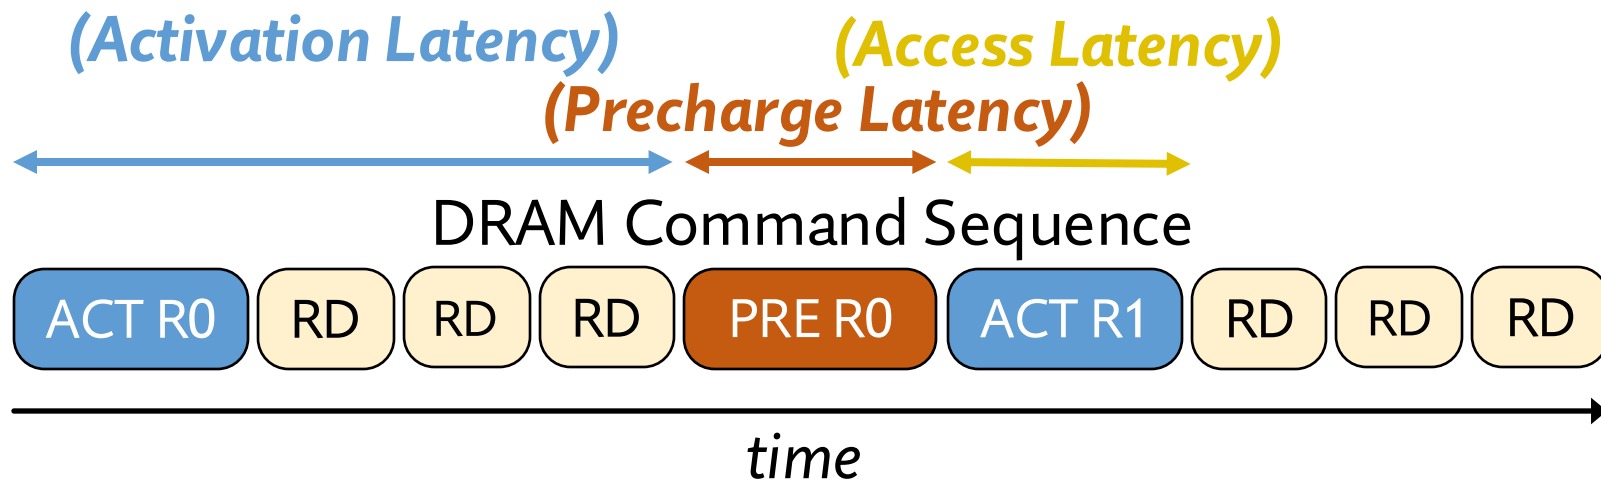 (Activation Latency)
(Access Latency)
(Precharge Latency)
DRAM Command Sequence
ACT R0 RD RD RD PRE R0 ACT R1 RD RD RD
time